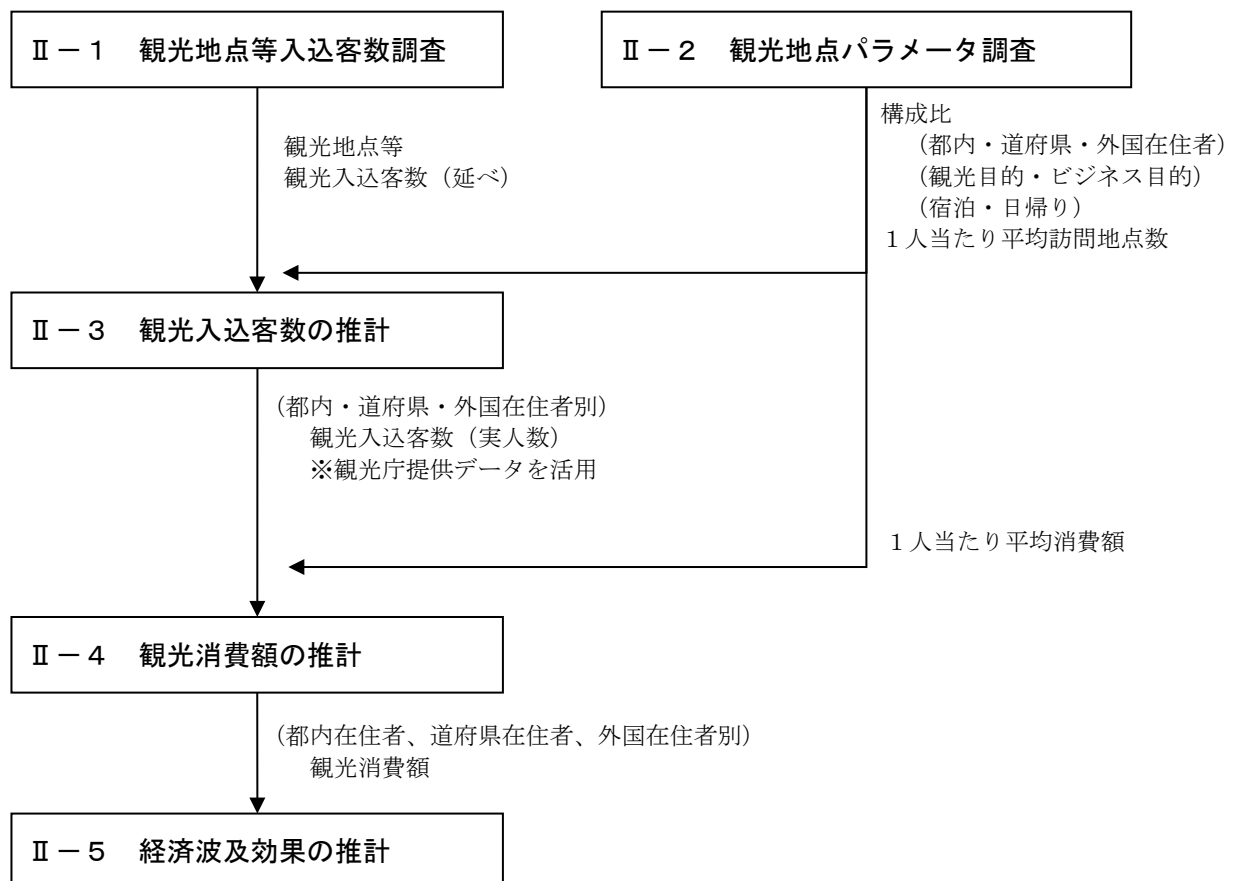 Ⅱ－１　観光地点等入込客数調査
Ⅱ－２　観光地点パラメータ調査
観光地点等
観光入込客数（延べ）
構成比
（都内・道府県・外国在住者）
（観光目的・ビジネス目的）
（宿泊・日帰り）
１人当たり平均訪問地点数
Ⅱ－３　観光入込客数の推計
（都内・道府県・外国在住者別）
観光入込客数（実人数）
※観光庁提供データを活用
１人当たり平均消費額
Ⅱ－４　観光消費額の推計
（都内在住者、道府県在住者、外国在住者別）
観光消費額
Ⅱ－５　経済波及効果の推計